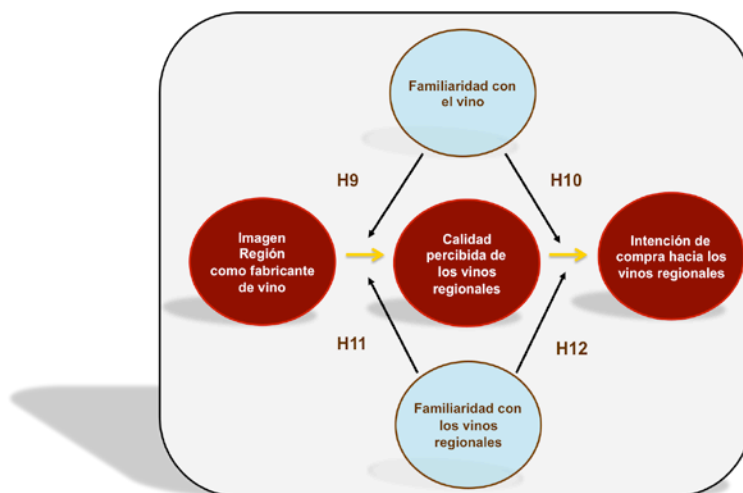 Familiaridad con
el vino
H9
H10
Imagen
Región
como fabricante
de vino
Calidad
percibida de
los vinos
regionales
Intención de
compra hacia los
vinos regionales
H11
H12
Familiaridad con
los vinos
regionales